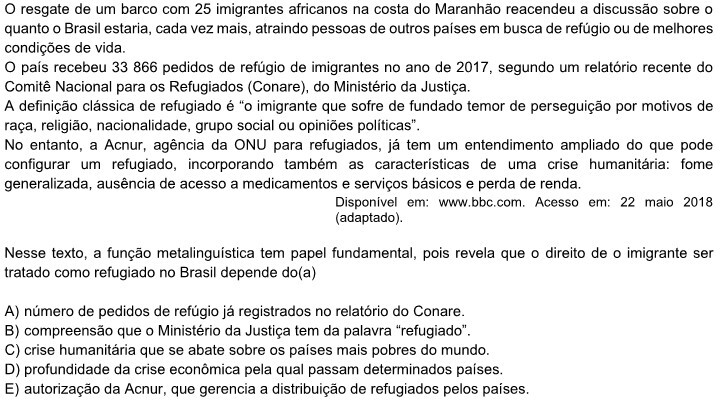 O resgate de um barco com 25 imigrantes africanos na costa do Maranhão reacendeu a discussão sobre o
quanto o Brasil estaria, cada vez mais, atraindo pessoas de outros países em busca de refúgio ou de melhores
condições de vida.
O país recebeu 33 866 pedidos de refúgio de imigrantes no ano de 2017, segundo um relatório recente do
Comitê Nacional para os Refugiados (Conare), do Ministério da Justiça.
A definição clássica de refugiado é “o imigrante que sofre de fundado temor de perseguição por motivos de
raça, religião, nacionalidade, grupo social ou opiniões políticas”.
No entanto, a Acnur, agência da ONU para refugiados, já tem um entendimento ampliado do que pode
configurar um refugiado, incorporando também as características de uma crise humanitária: fome
generalizada, ausência de acesso a medicamentos e serviços básicos e perda de renda.
Disponível em: www.bbc.com. Acesso em: 22 maio 2018
(adaptado).
Nesse texto, a função metalinguística tem papel fundamental, pois revela que o direito de o imigrante ser
tratado como refugiado no Brasil depende do(a)
A) número de pedidos de refúgio já registrados no relatório do Conare.
B) compreensão que o Ministério da Justiça tem da palavra “refugiado”.
C) crise humanitária que se abate sobre os países mais pobres do mundo.
D) profundidade da crise econômica pela qual passam determinados países.
E) autorização da Acnur, que gerencia a distribuição de refugiados pelos países.